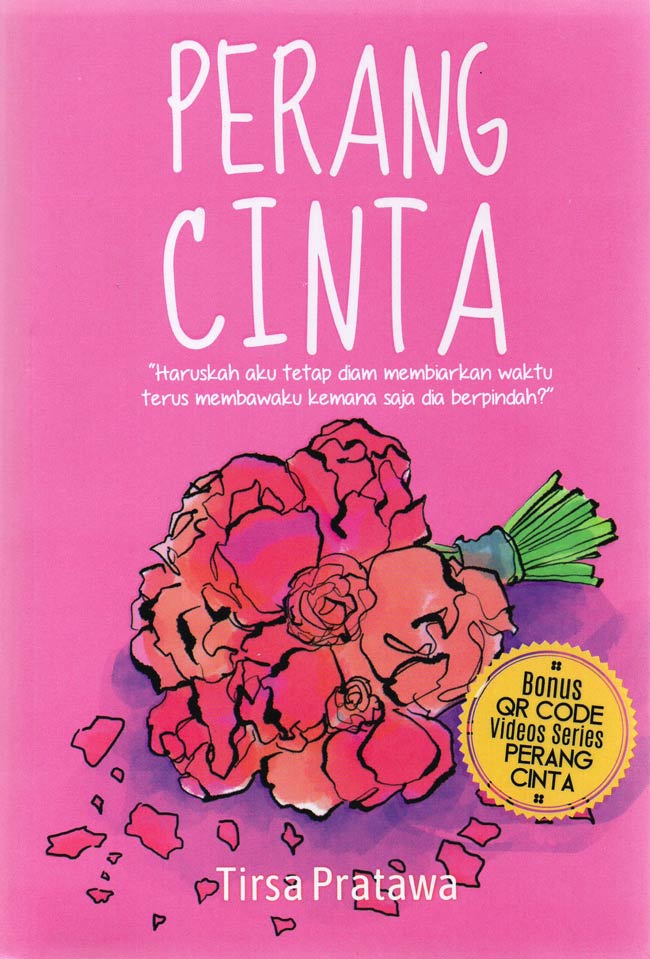 PERANG
CINTA
"Haruskah aku tetap diam membiarkan waktu
terus membawaku kemana saja dia berpindah?"
Bonus
QR CODE
Videos Series
PERANG
CINTA
Tirsa Pratawa